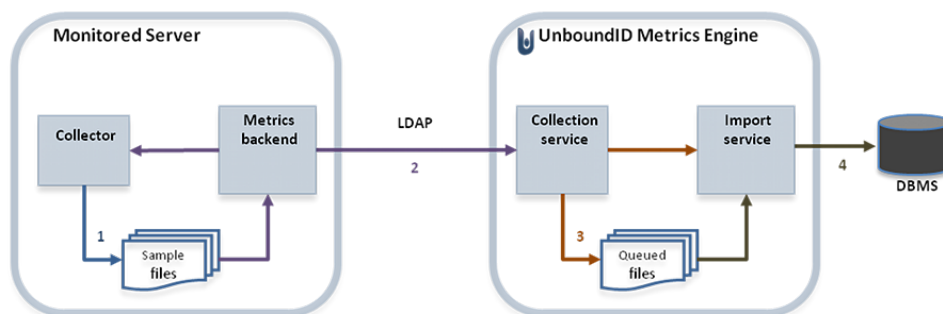 Monitored Server
UnboundID Metrics Engine
Collector
Metrics
backend
LDAP
2
Collection
service
Import
service
4
DBMS
1
Sample
files
3
Queued
files